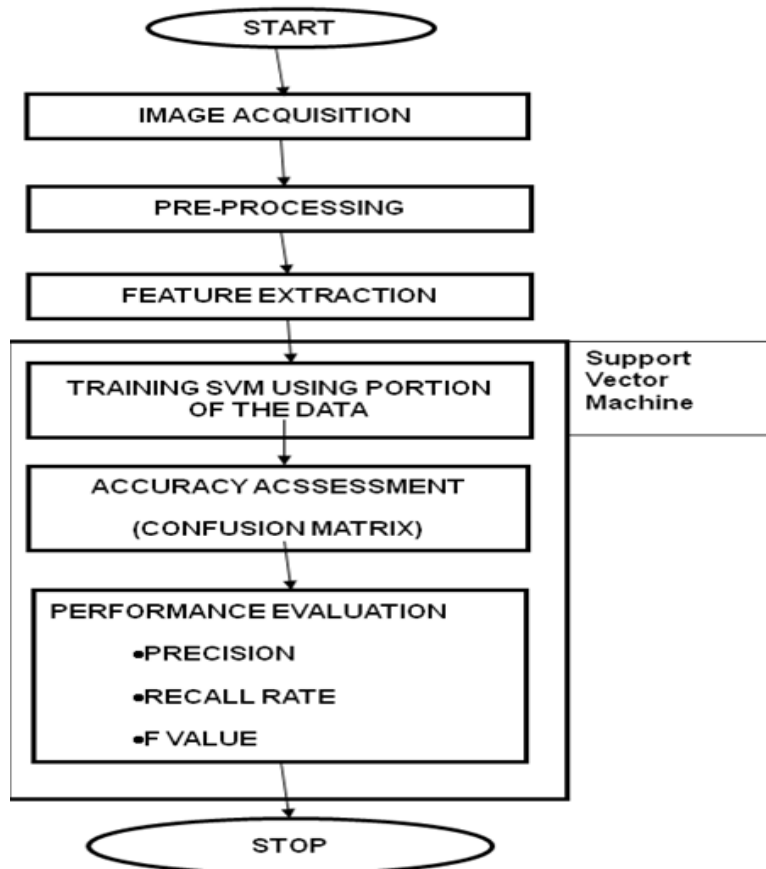 START
IMAGE ACQUISITION
PRE-PROCESSING
FEATURE EXTRACTION
Support
Vector
Machine
TRAINING SVM USING PORTION
OF THE DATA
ACCURACY ACSSESSMENT
(CONFUSION MATRIX)
PERFORMANCE EVALUATION
•PRECISION
•RECALL RATE
•F VALUE
STOP